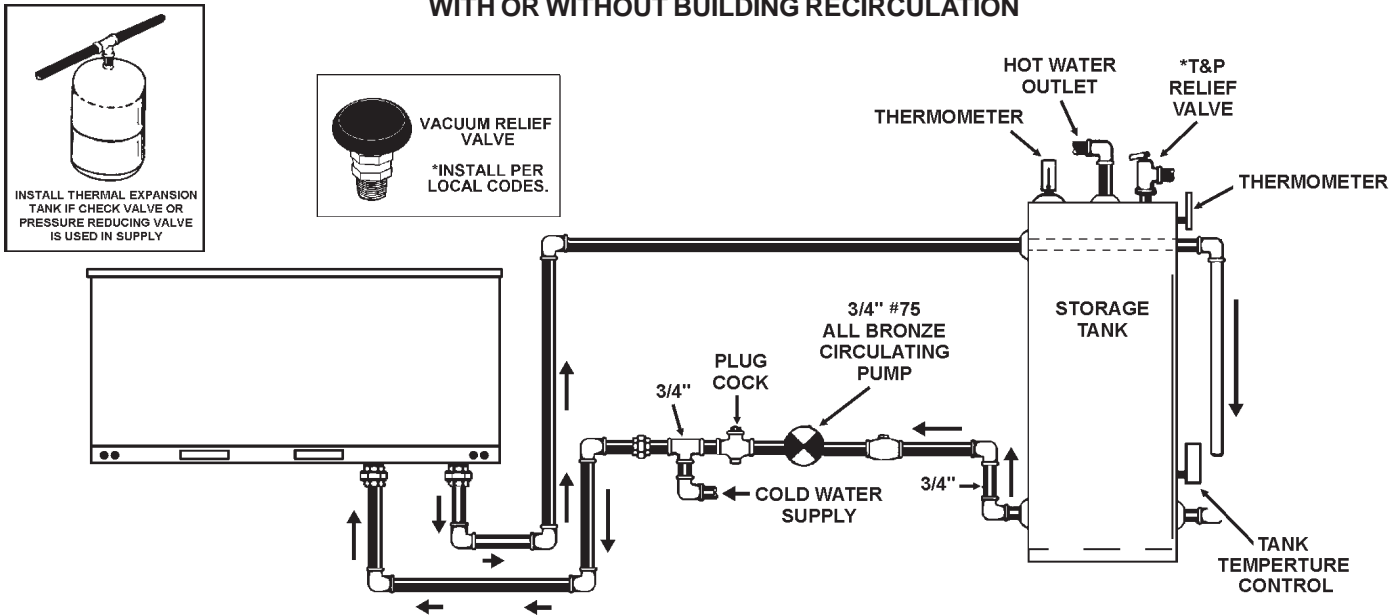 WITH OR WITHOUT BUILDING RECIRCULATION
INSTALL THERMAL EXPANSION
TANK IF CHECK VALVE OR
PRESSURE REDUCING VALVE
IS USED IN SUPPLY
VACUUM RELIEF
VALVE
*INSTALL PER
LOCAL CODES.
HOT WATER
OUTLET
*T&P
RELIEF
VALVE
THERMOMETER
THERMOMETER
STORAGE
TANK
3/4" #75
ALL BRONZE
CIRCULATING
PUMP
PLUG
COCK
3/4"
3/4"
COLD WATER
SUPPLY
TANK
TEMPERTURE
CONTROL